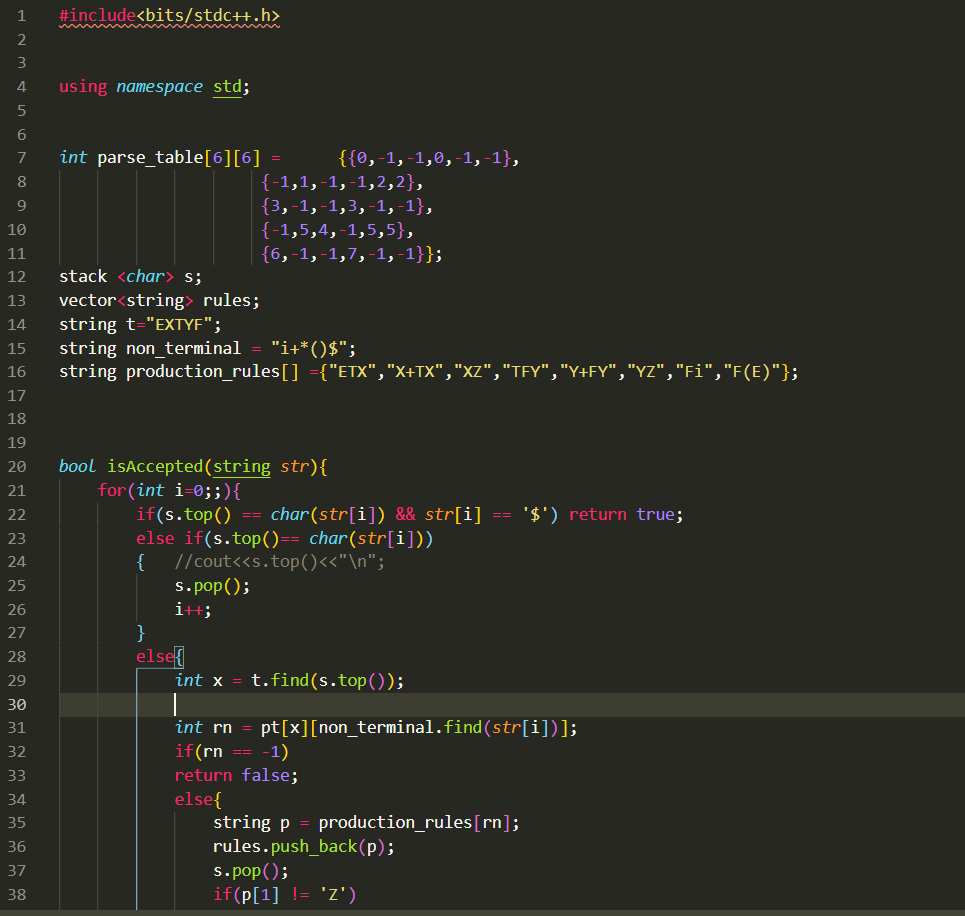 1 #include<bits/stdc++.h>
2
3
4 using namespace std;
5
6
7 int parse_table[6][6] =      {{0,-1,-1,0,-1,-1},
8                      {-1,1,-1,-1,2,2},
9                      {3,-1,-1,3,-1,-1},
10                      {-1,5,4,-1,5,5},
11                      {6,-1,-1,7,-1,-1}};
12 stack <char> s;
13 vector<string> rules;
14 string t="EXTYF";
15 string non_terminal = "i+*()$";
16 string production_rules[] ={"ETX","X+TX","XZ","TFY","Y+FY","YZ","Fi","F(E)"};
17
18
19
20 bool isAccepted(string str){
21     for(int i=0;;){
22         if(s.top() == char(str[i]) && str[i] == '$') return true;
23         else if(s.top()== char(str[i]))
24         {   //cout<<s.top()<<"\n";
25             s.pop();
26             i++;
27         }
28         else{
29             int x = t.find(s.top());
30
31             int rn = pt[x][non_terminal.find(str[i])];
32             if(rn == -1)
33             return false;
34             else{
35                 string p = production_rules[rn];
36                 rules.push_back(p);
37                 s.pop();
38                 if(p[1] != 'Z')